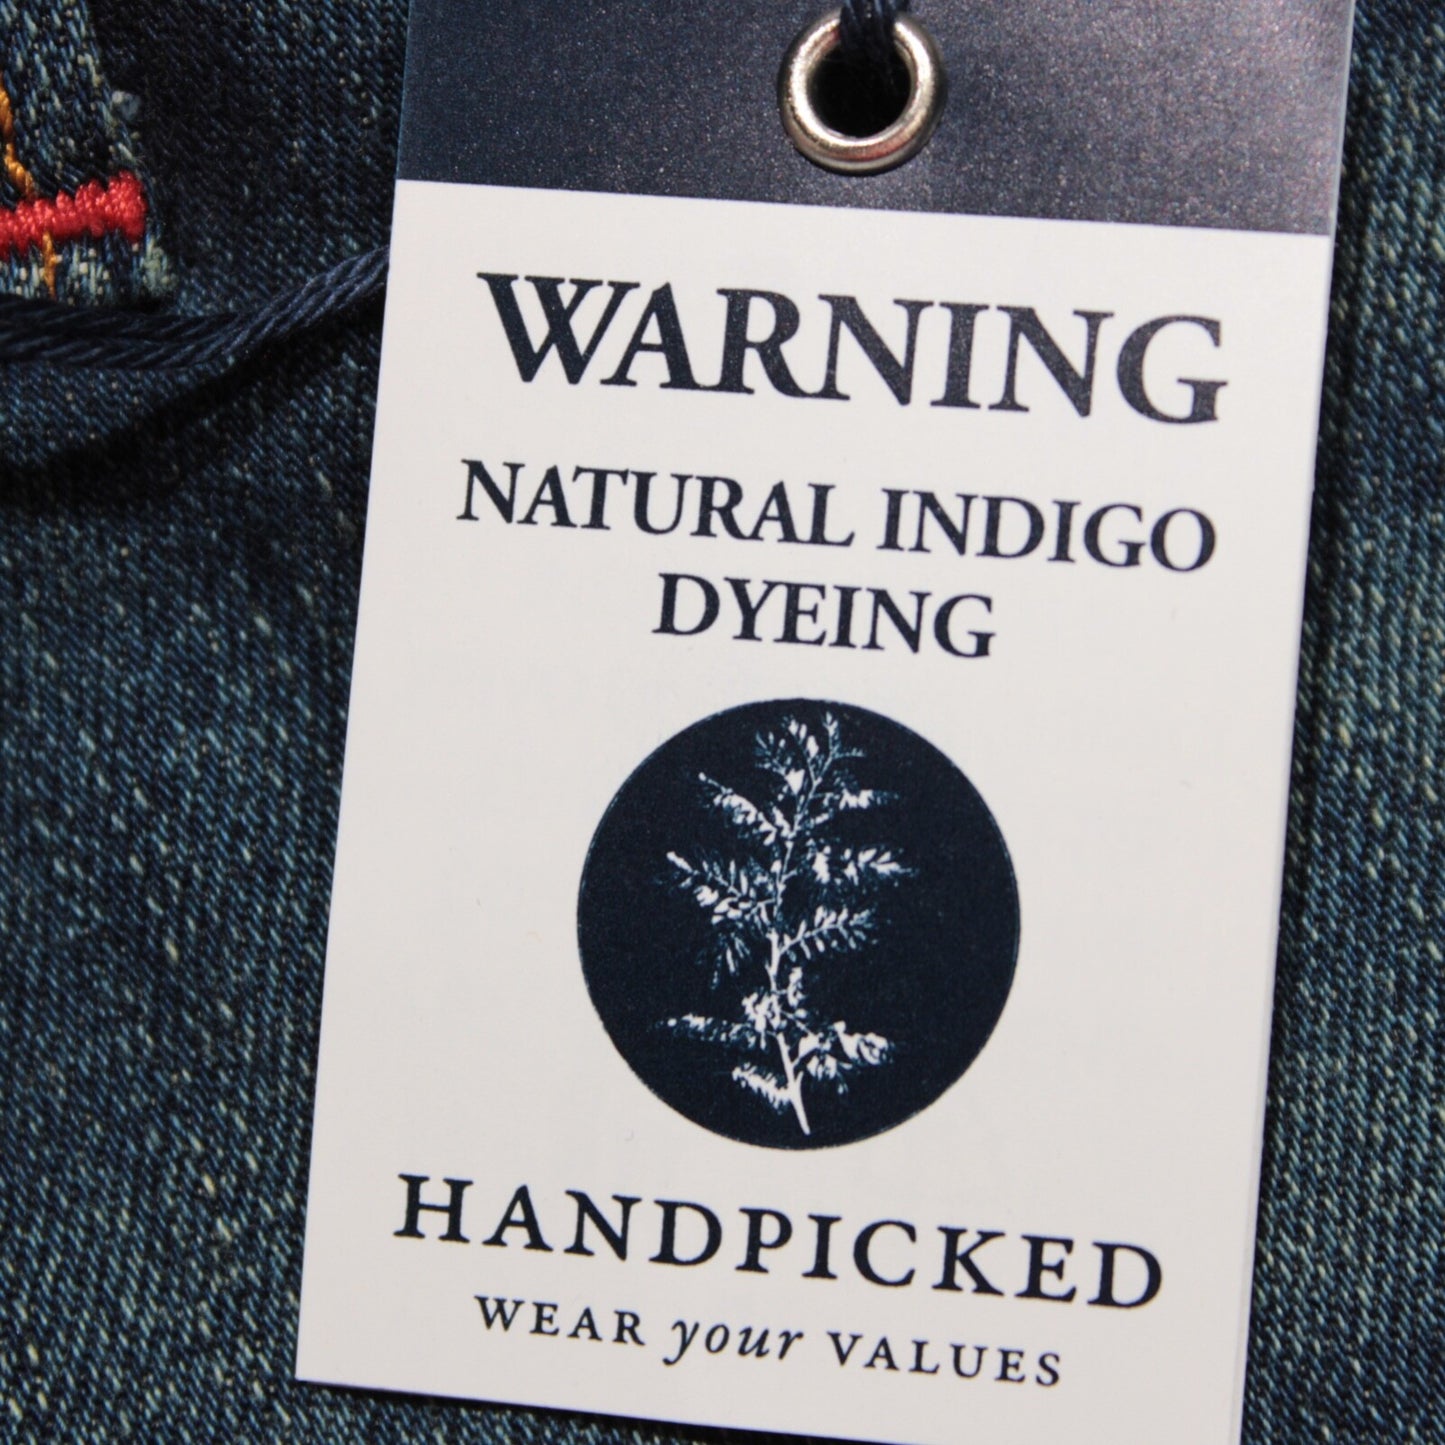 WARNING
NATURAL INDIGO
DYEING
HANDPICKED
WEAR your VALUES